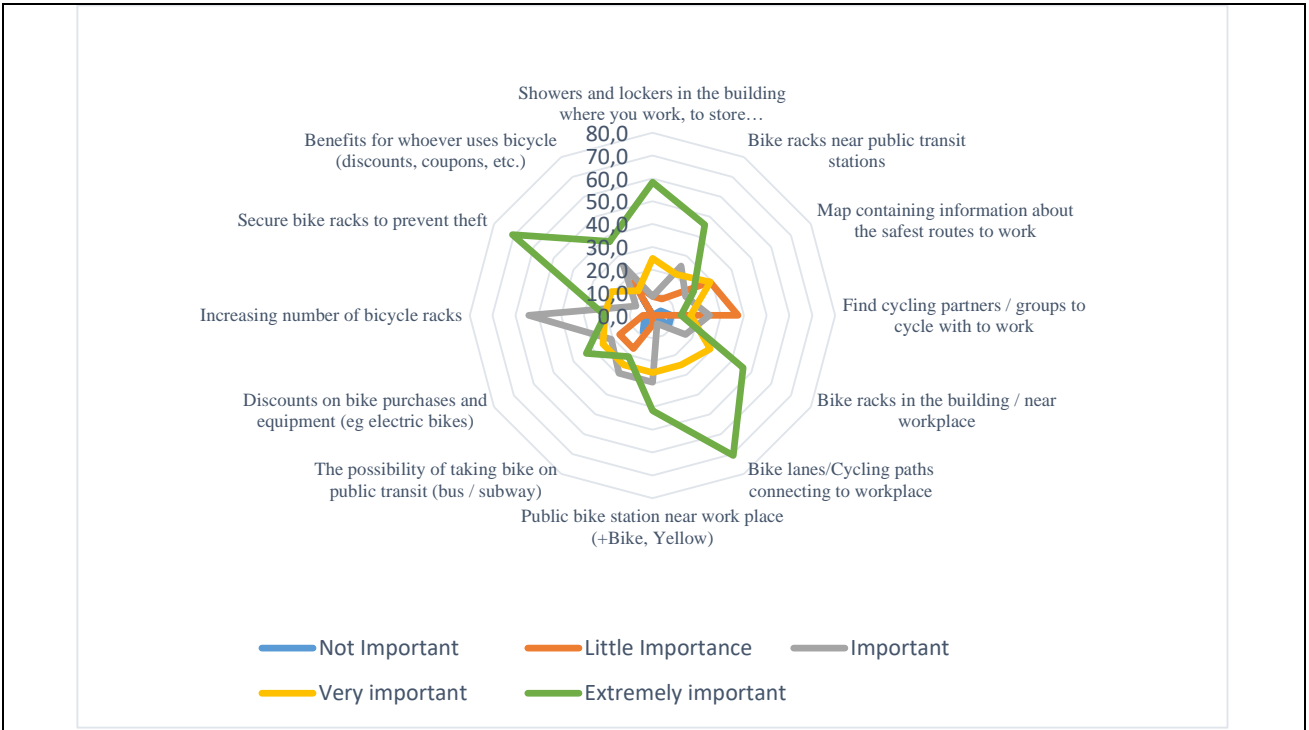 Showers and lockers in the building
where you work, to store…
Benefits for whoever uses bicycle
(discounts, coupons, etc.)
Bike racks near public transit
stations
Secure bike racks to prevent theft
Map containing information about
the safest routes to work
Increasing number of bicycle racks
Find cycling partners / groups to
cycle with to work
Discounts on bike purchases and
equipment (eg electric bikes)
Bike racks in the building / near
workplace
The possibility of taking bike on
public transit (bus / subway)
Bike lanes/Cycling paths
connecting to workplace
Public bike station near work place
(+Bike, Yellow)
80,0
70,0
60,0
50,0
40,0
30,0
20,0
10,0
0,0
Not Important
Little Importance
Important
Very important
Extremely important